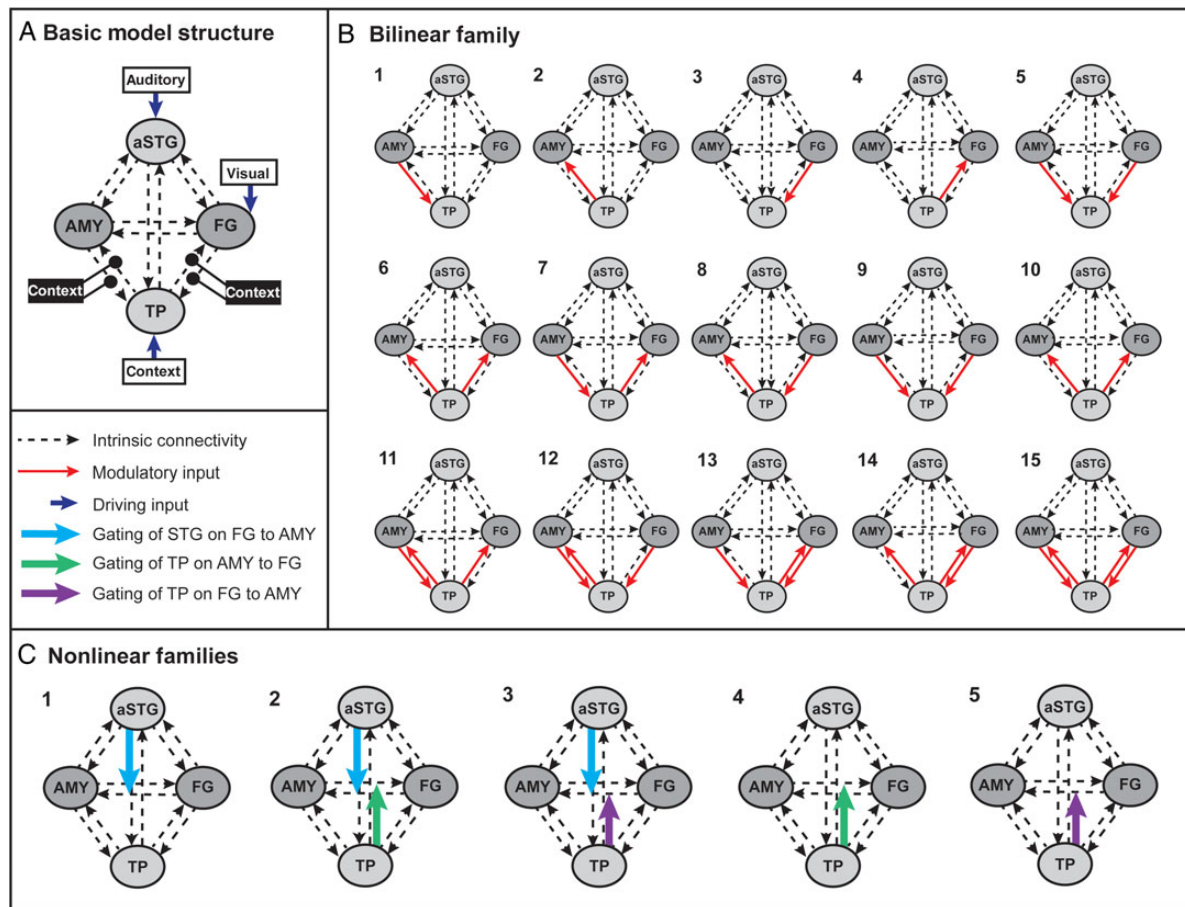 A Basic model structure
Auditory
aSTG
Visual
AMY
FG
Context
Context
TP
Context
Intrinsic connectivity
Modulatory input
Driving input
Gating of STG on FG to AMY
Gating of TP on AMY to FG
Gating of TP on FG to AMY
B Bilinear family
1 2 3 4 5
aSTG aSTG aSTG aSTG aSTG
AMY FG AMY FG AMY FG AMY FG AMY FG
TP TP TP TP TP
6 7 8 9 10
aSTG aSTG aSTG aSTG aSTG
AMY FG AMY FG AMY FG AMY FG AMY FG
TP TP TP TP TP
11 12 13 14 15
aSTG aSTG aSTG aSTG aSTG
AMY FG AMY FG AMY FG AMY FG AMY FG
TP TP TP TP TP
C Nonlinear families
1 2 3 4 5
aSTG aSTG aSTG aSTG aSTG
AMY FG AMY FG AMY FG AMY FG AMY FG
TP TP TP TP TP